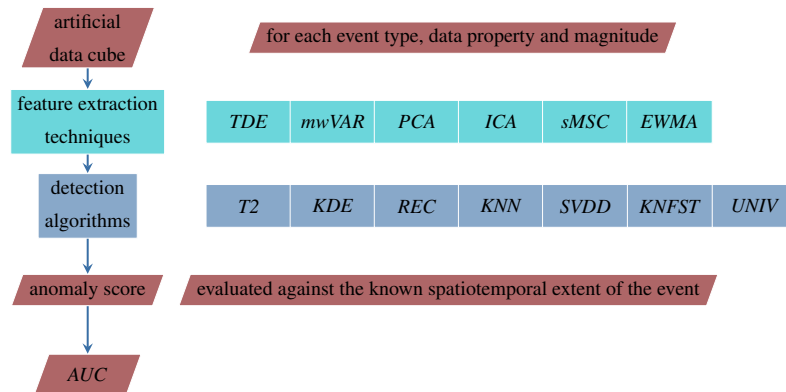 artificial
data cube
for each event type, data property and magnitude
feature extraction
techniques
TDE mwVAR PCA ICA sMSC EWMA
detection
algorithms
T2 KDE REC KNN SVDD KNFST UNIV
anomaly score
evaluated against the known spatiotemporal extent of the event
AUC